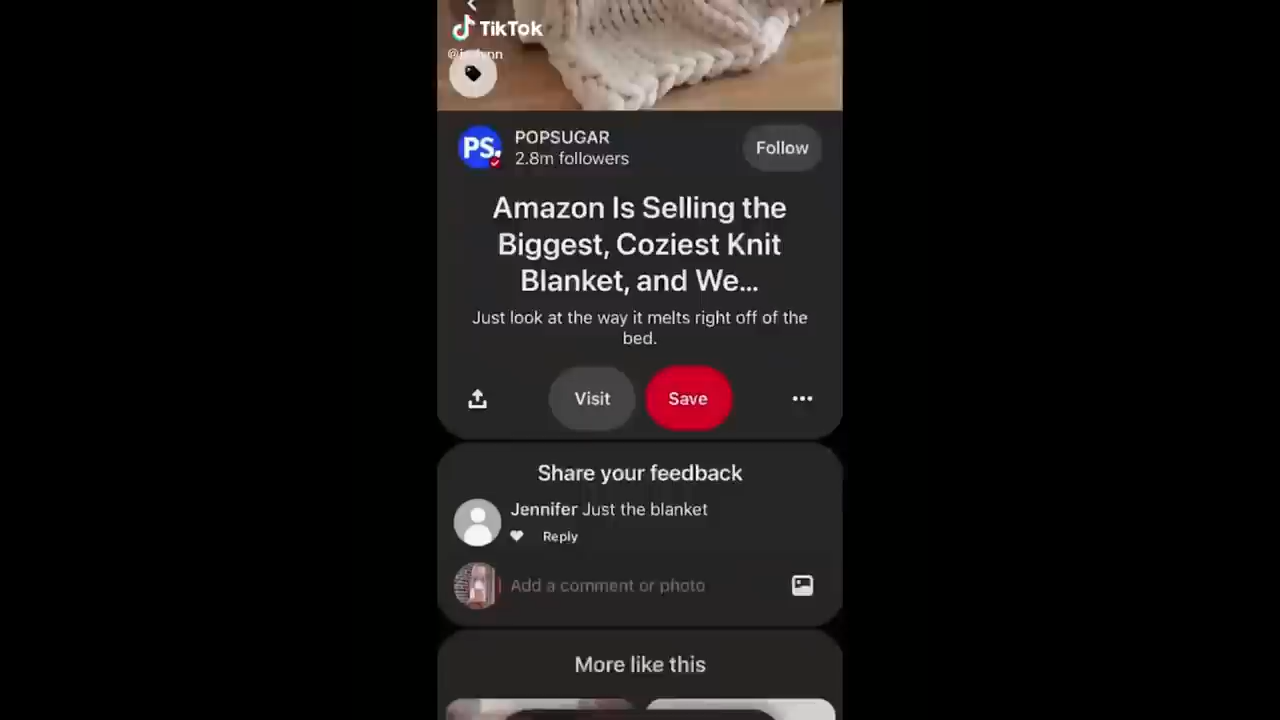 TikTok
PS.
POPSUGAR
2.8m followers
Follow
Amazon Is Selling the
Biggest, Coziest Knit
Blanket, and We...
Just look at the way it melts right off of the
bed.
Visit
Save
Share your feedback
Jennifer Just the blanket
Reply
Add a comment or photo
More like this